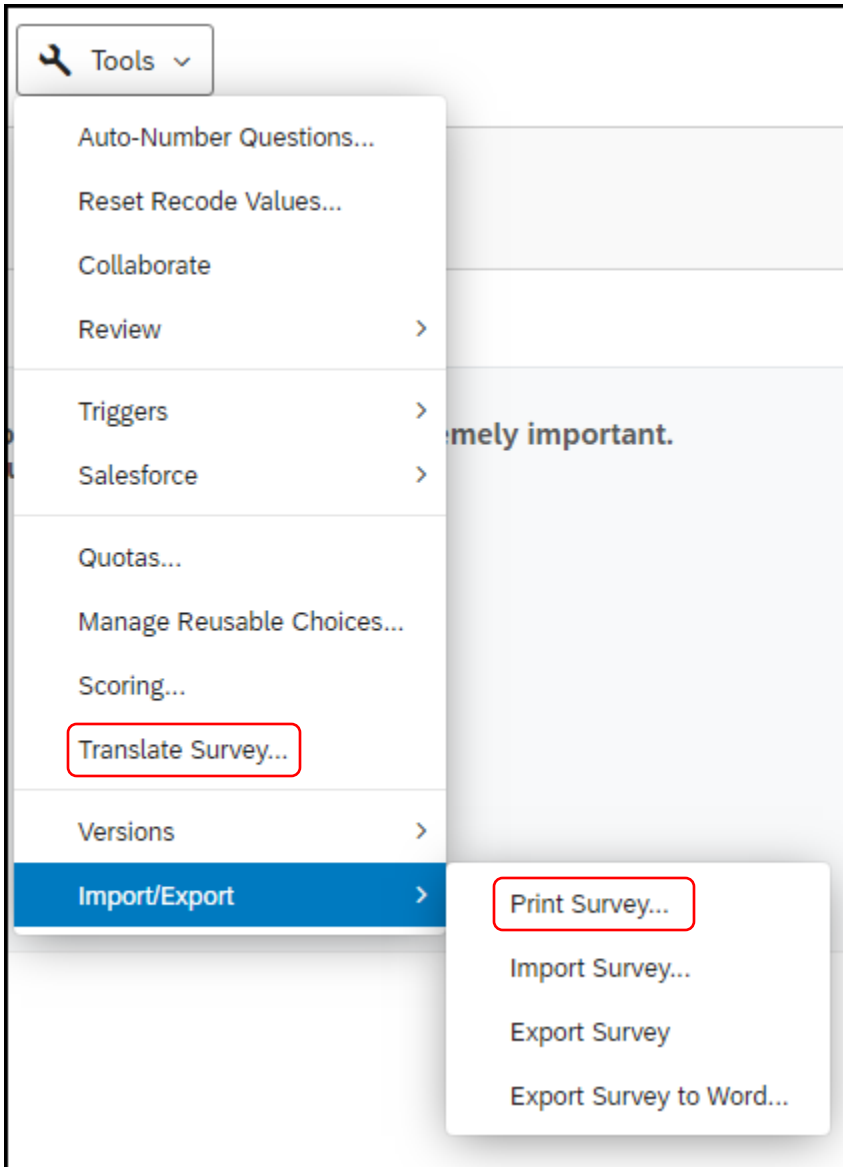 Tools
Auto-Number Questions...
Reset Recode Values...
Collaborate
Review
Triggers
emely important.
Salesforce
Quotas...
Manage Reusable Choices...
Scoring...
Translate Survey...
Versions
Import/Export
Print Survey...
Import Survey...
Export Survey
Export Survey to Word...